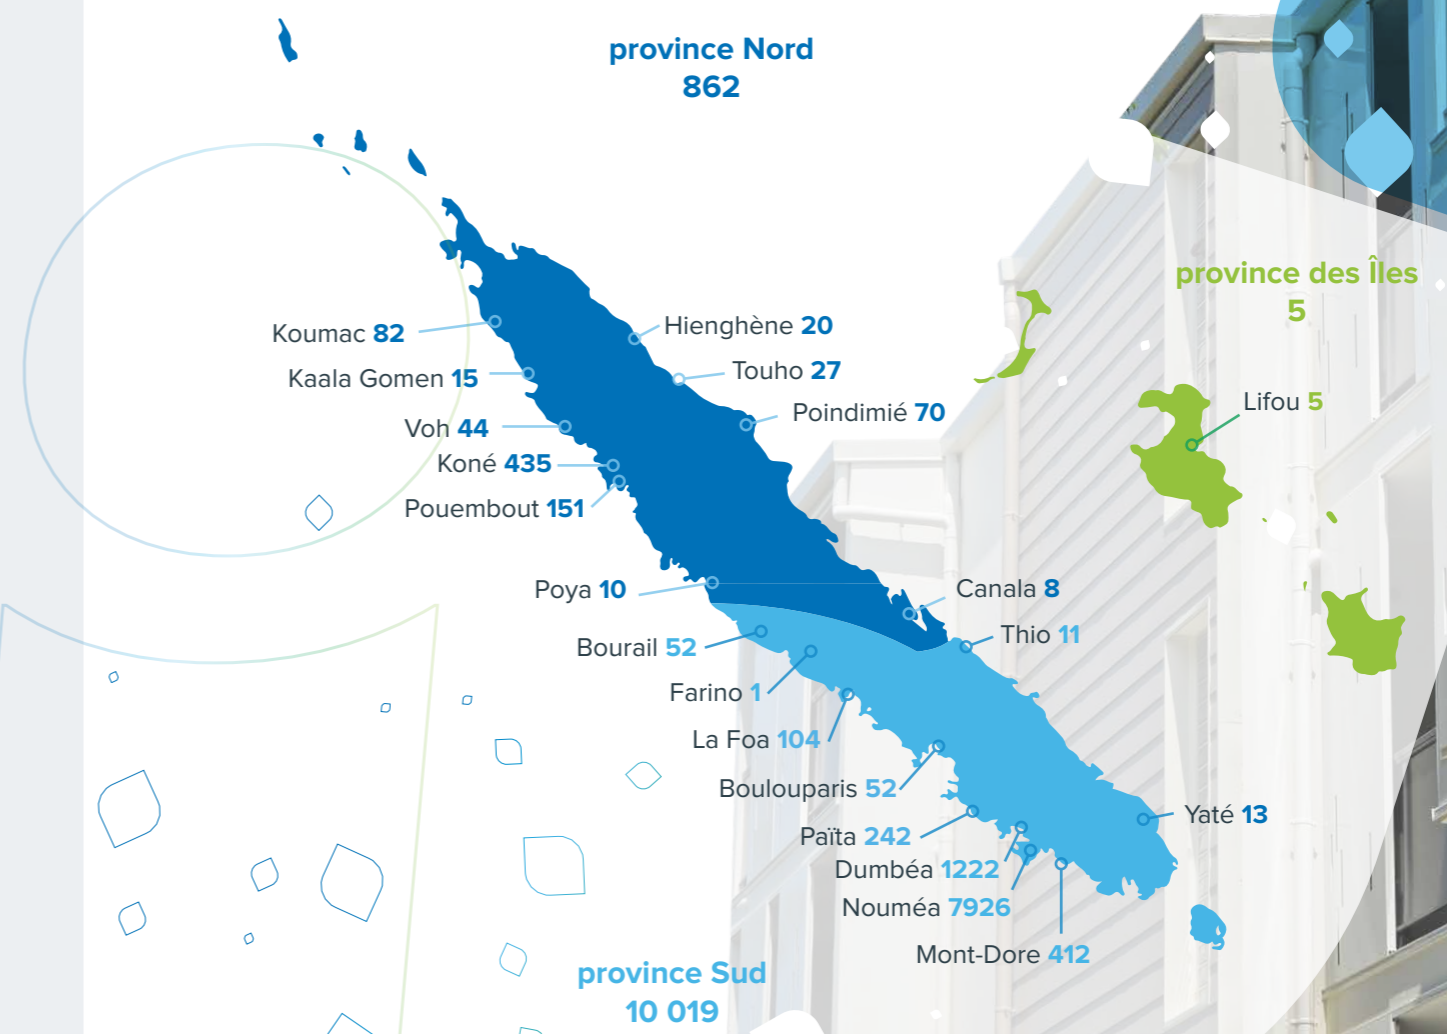 province Nord
862
province des Îles
5
Koumac 82
Hienghène 20
Kaala Gomen 15
Touho 27
Lifou 5
Poindimié 70
Voh 44
Koné 435
Pouembout 151
Poya 10
Canala 8
Thio 11
Bourail 52
Farino 1
La Foa 104
Boulouparis 52
Yaté 13
Païta 242
Dumbéa 1222
Nouméa 7926
Mont-Dore 412
province Sud
10 019